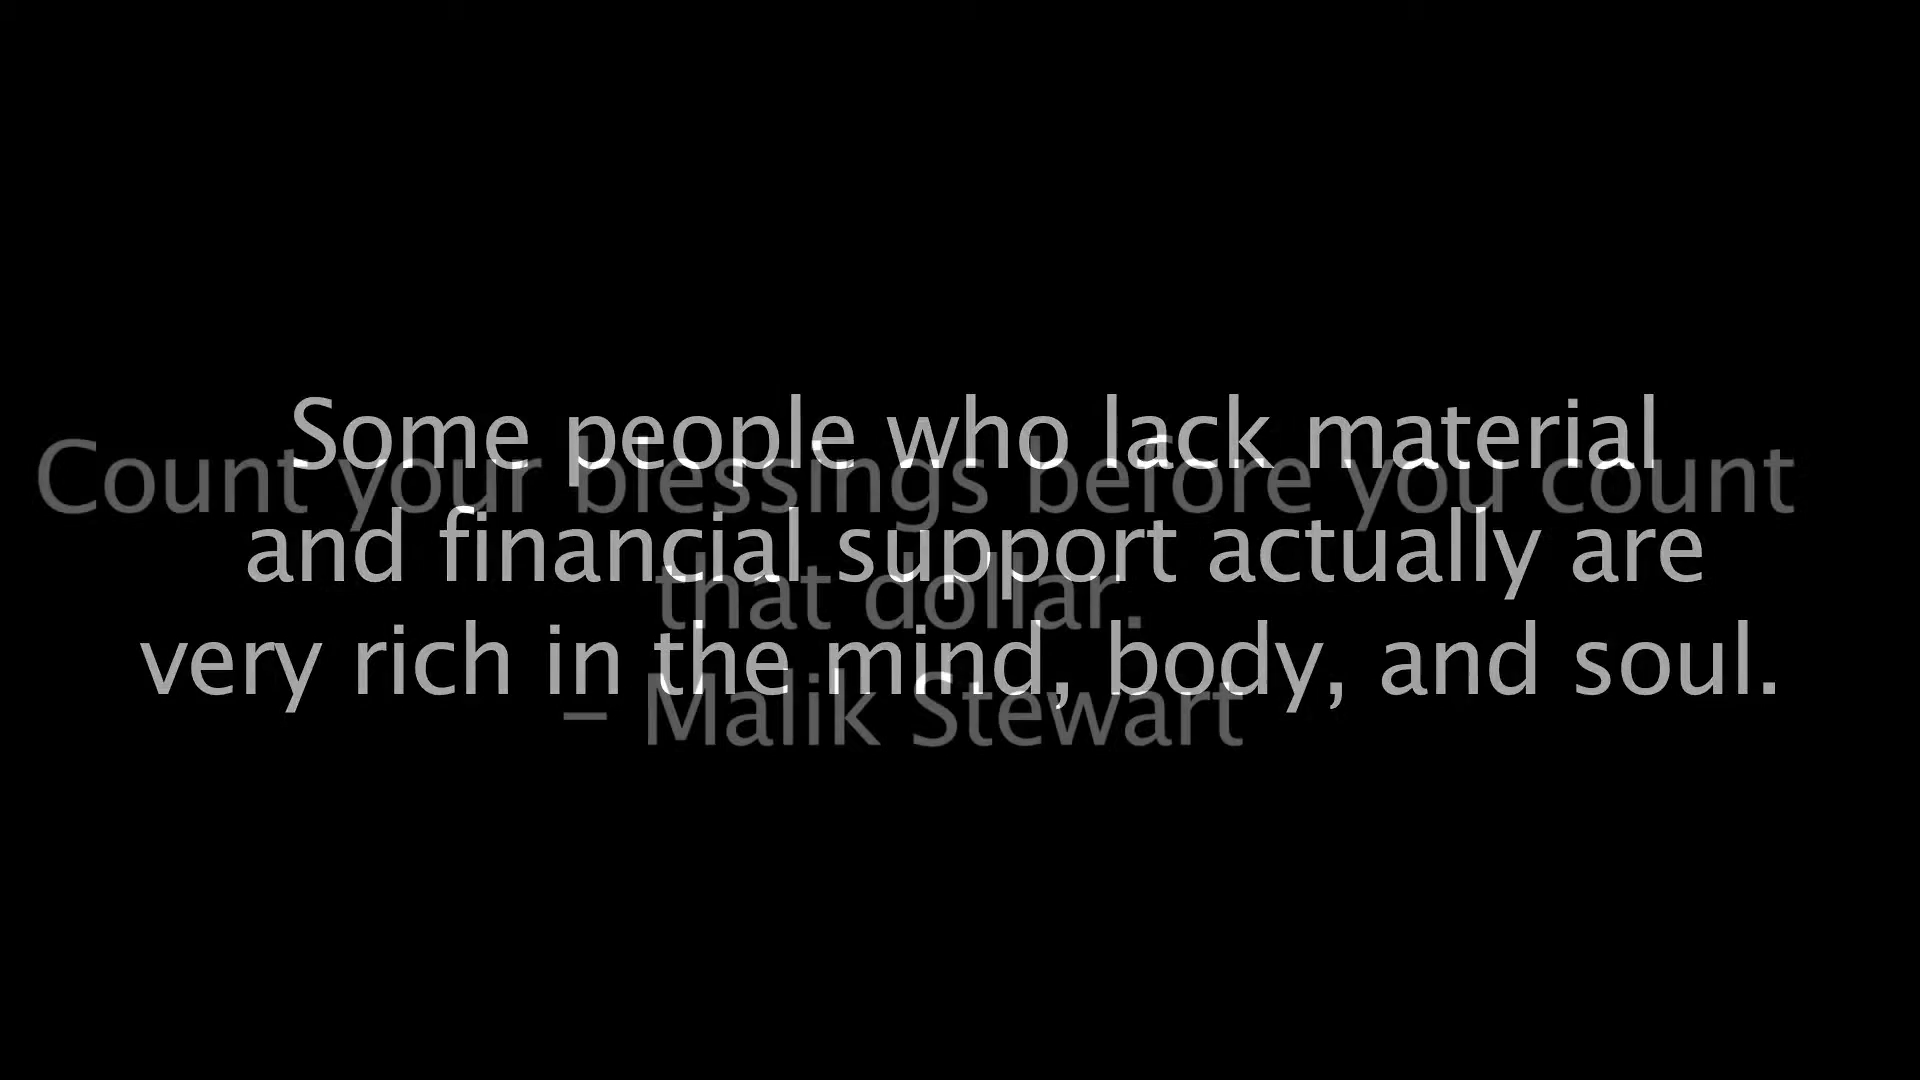 Some people who lack material
and financial support actually are
very rich in the mind, body, and soul.
Count your blessings before you count
that dollar.
– Malik Stewart